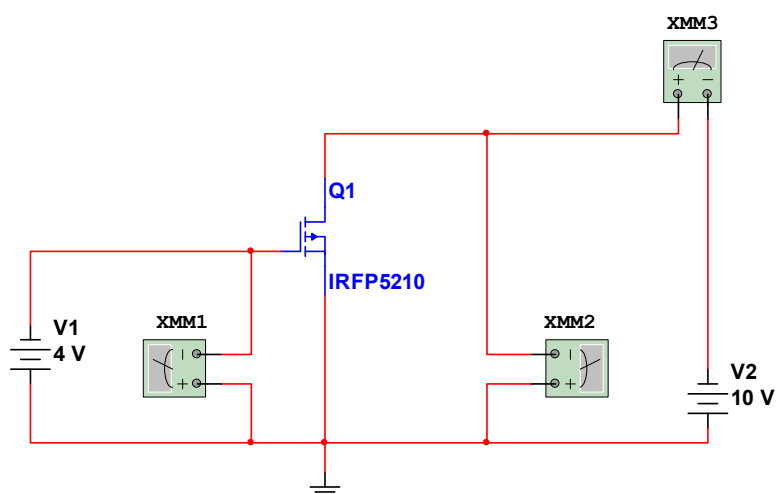 XMM3
+ −
Q1
IRFP5210
V1
4 V
XMM1
−
+
XMM2
−
+
V2
10 V